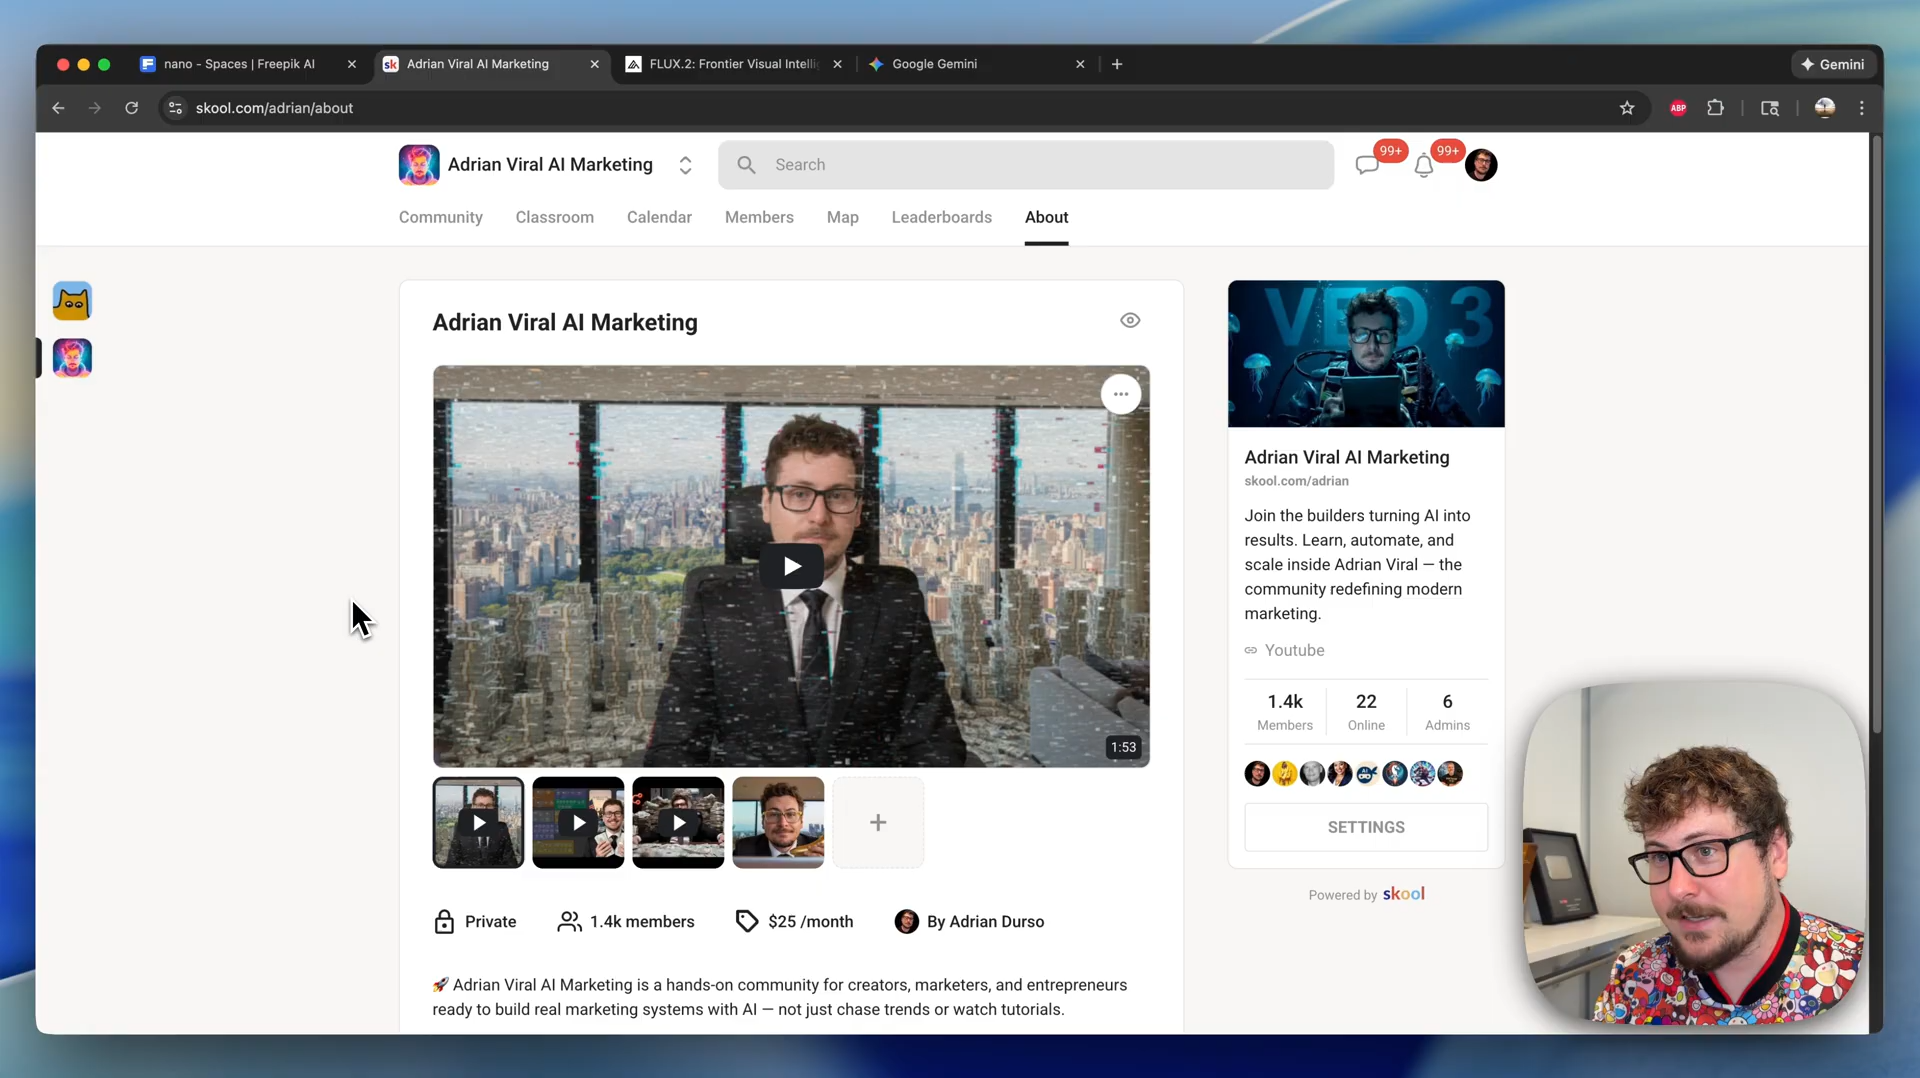 nano - Spaces | Freepik AI
Adrian Viral AI Marketing
FLUX.2: Frontier Visual Intelli
Google Gemini
Gemini
skool.com/adrian/about
ABP
Adrian Viral AI Marketing
Search
99+
99+
Community
Classroom
Calendar
Members
Map
Leaderboards
About
Adrian Viral AI Marketing
1:53
Private
1.4k members
$25 /month
By Adrian Durso
🚀 Adrian Viral AI Marketing is a hands-on community for creators, marketers, and entrepreneurs
ready to build real marketing systems with AI — not just chase trends or watch tutorials.
VEO 3
Adrian Viral AI Marketing
skool.com/adrian
Join the builders turning AI into
results. Learn, automate, and
scale inside Adrian Viral — the
community redefining modern
marketing.
Youtube
1.4k
Members
22
Online
6
Admins
SETTINGS
Powered by skool